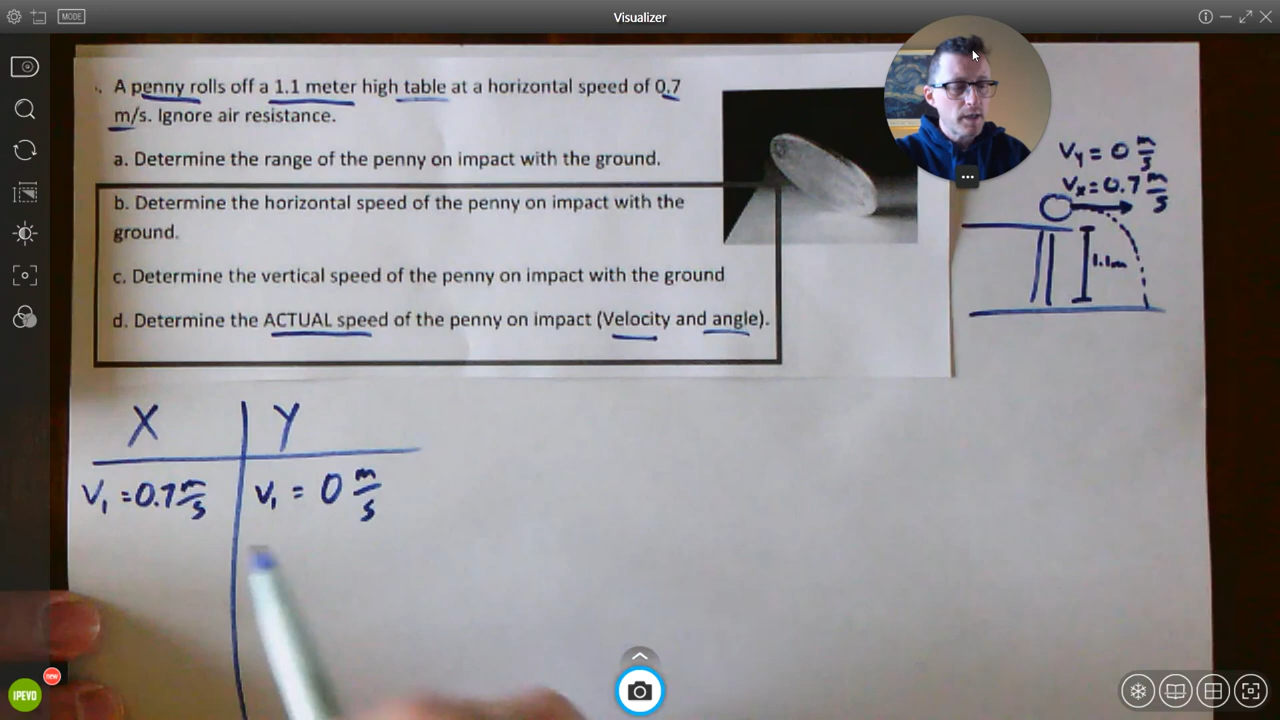 MODE
Visualizer
. A penny rolls off a 1.1 meter high table at a horizontal speed of 0.7
m/s. Ignore air resistance.
a. Determine the range of the penny on impact with the ground.
b. Determine the horizontal speed of the penny on impact with the
ground.
c. Determine the vertical speed of the penny on impact with the ground
d. Determine the ACTUAL speed of the penny on impact (Velocity and angle).
Vy = 0 m/s
Vx = 0.7 m/s
1.1m
X Y
V₁ = 0.7 m/s V₁ = 0 m/s
new
IPEVO